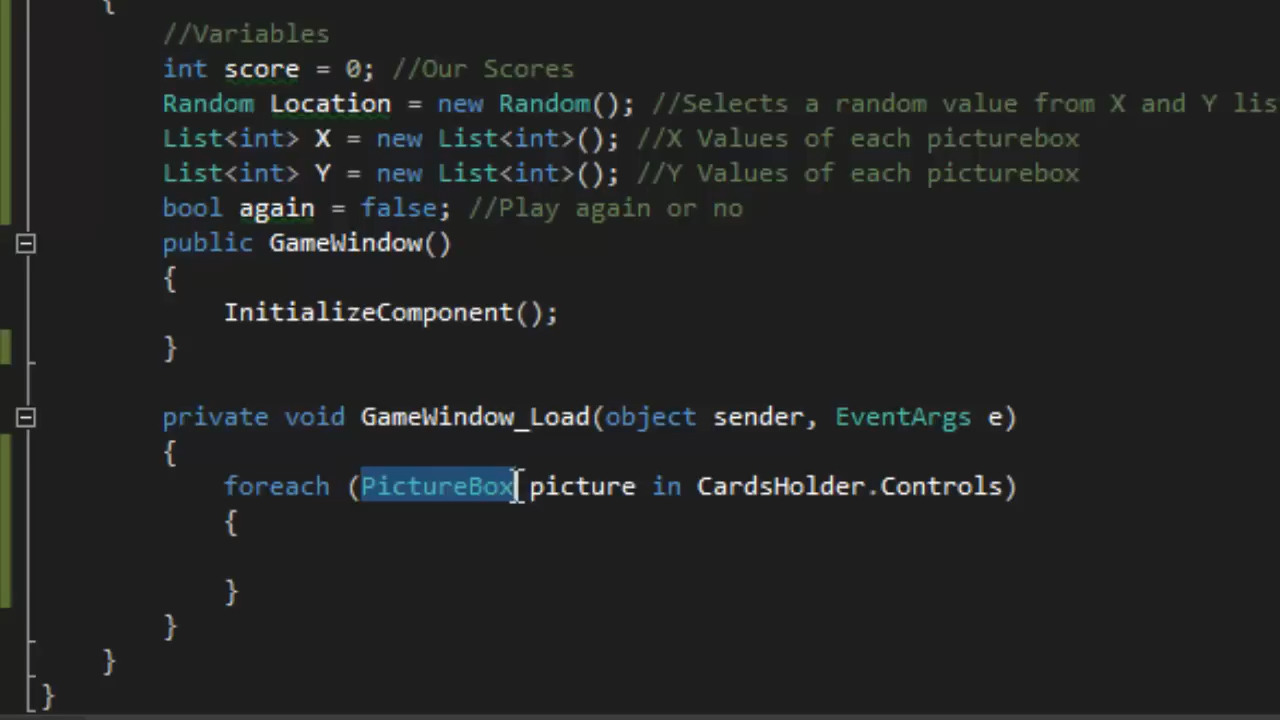 {
//Variables
int score = 0; //Our Scores
Random Location = new Random(); //Selects a random value from X and Y lis
List<int> X = new List<int>(); //X Values of each picturebox
List<int> Y = new List<int>(); //Y Values of each picturebox
bool again = false; //Play again or no
public GameWindow()
{
InitializeComponent();
}
private void GameWindow_Load(object sender, EventArgs e)
{
foreach (PictureBox picture in CardsHolder.Controls)
{
}
}
}
}